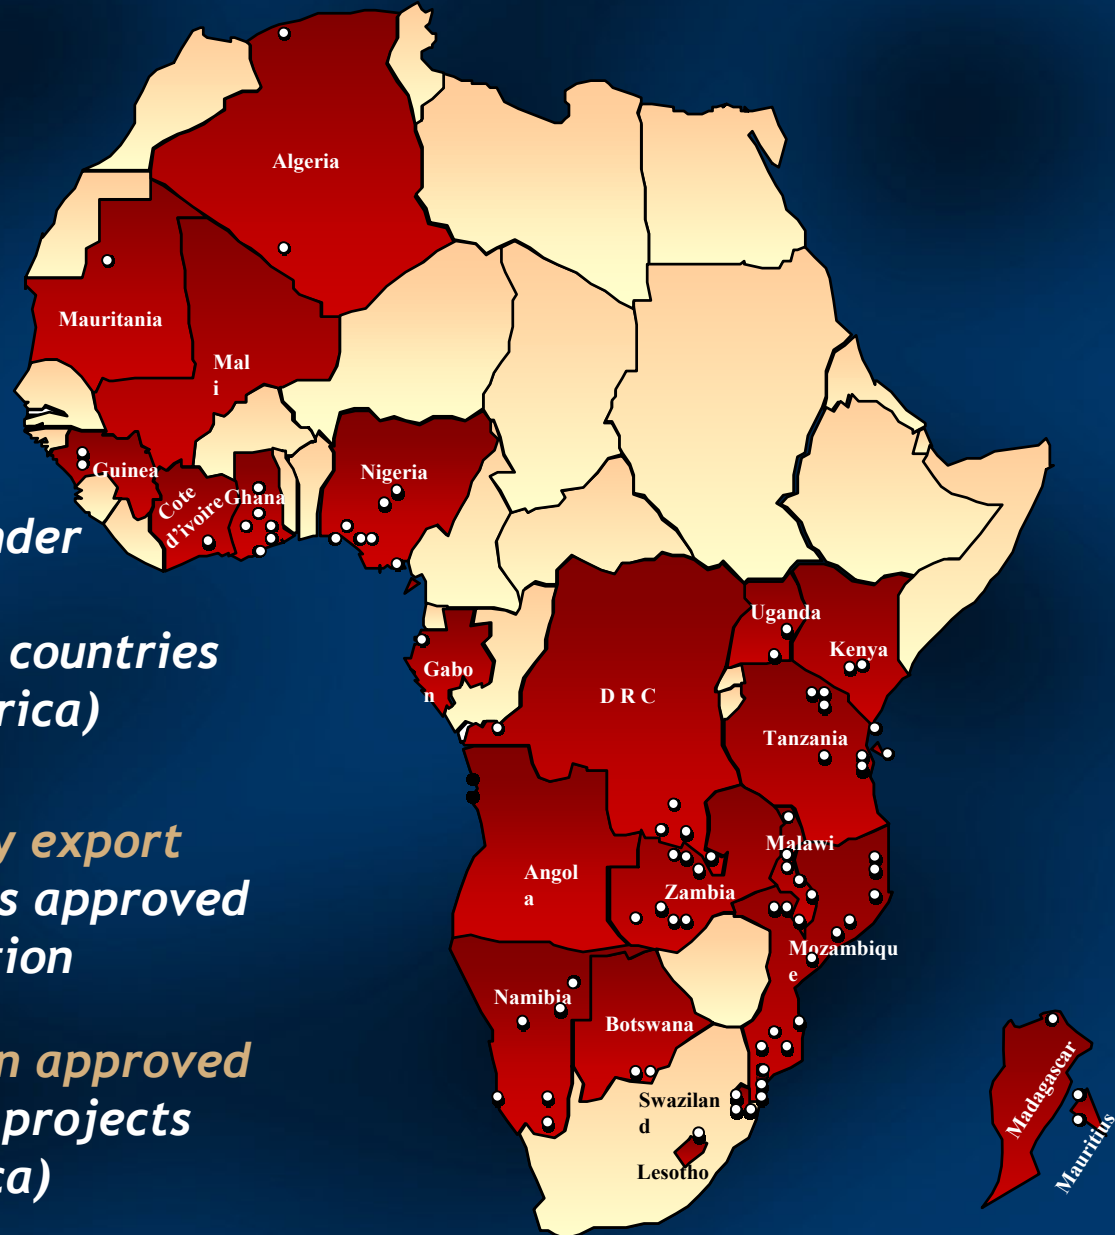 Algeria
Mauritania
Mal
i
Guinea
Cote
d'ivoire
Ghana
Nigeria
Uganda
Kenya
Gabo
n
D R C
Tanzania
Angol
a
Malawi
Zambia
Mozambiqu
e
Namibia
Botswana
Swazilan
d
Lesotho
Madagascar
Mauritius
nder
countries
rica)
y export
s approved
tion
n approved
projects
ca)